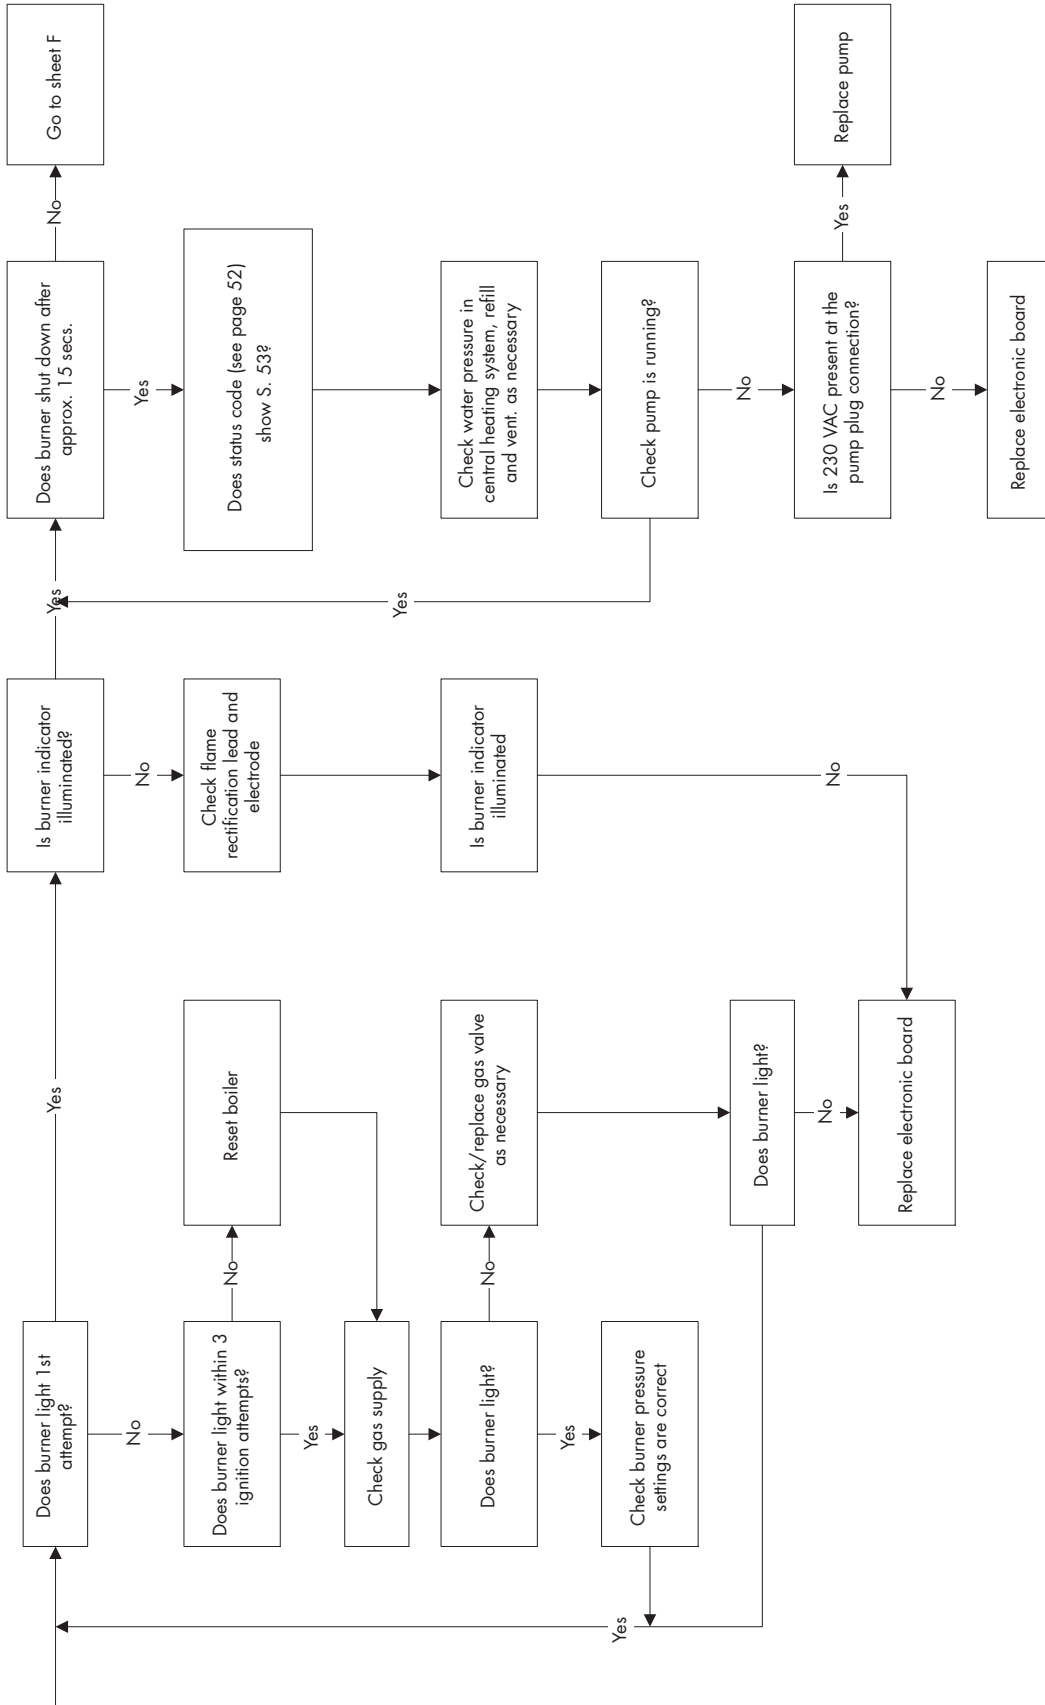 Does burner light 1st
attempt?
Yes
No
Does burner light within 3
ignition attempts?
No
Reset boiler
Yes
Check gas supply
Does burner light?
No
Check/replace gas valve
as necessary
Yes
Check burner pressure
settings are correct
Does burner light?
Yes
No
Replace electronic board
Is burner indicator
illuminated?
Yes
No
Check flame
rectification lead and
electrode
Is burner indicator
illuminated
No
Does burner shut down after
approx. 15 secs.
No
Go to sheet F
Yes
Does status code (see page 52)
show S. 53?
Check water pressure in
central heating system, refill
and vent. as necessary
Check pump is running?
Yes
No
Is 230 VAC present at the
pump plug connection?
Yes
Replace pump
No
Replace electronic board